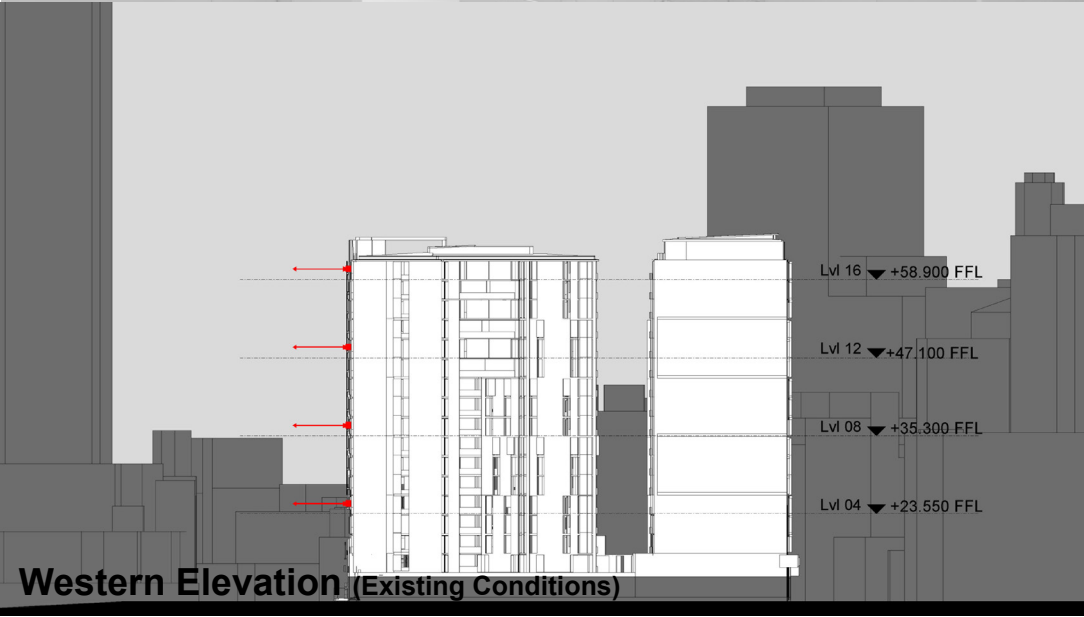 Lvl 16 +58.900 FFL
Lvl 12 +47.100 FFL
Lvl 08 +35.300 FFL
Lvl 04 +23.550 FFL
Western Elevation (Existing Conditions)